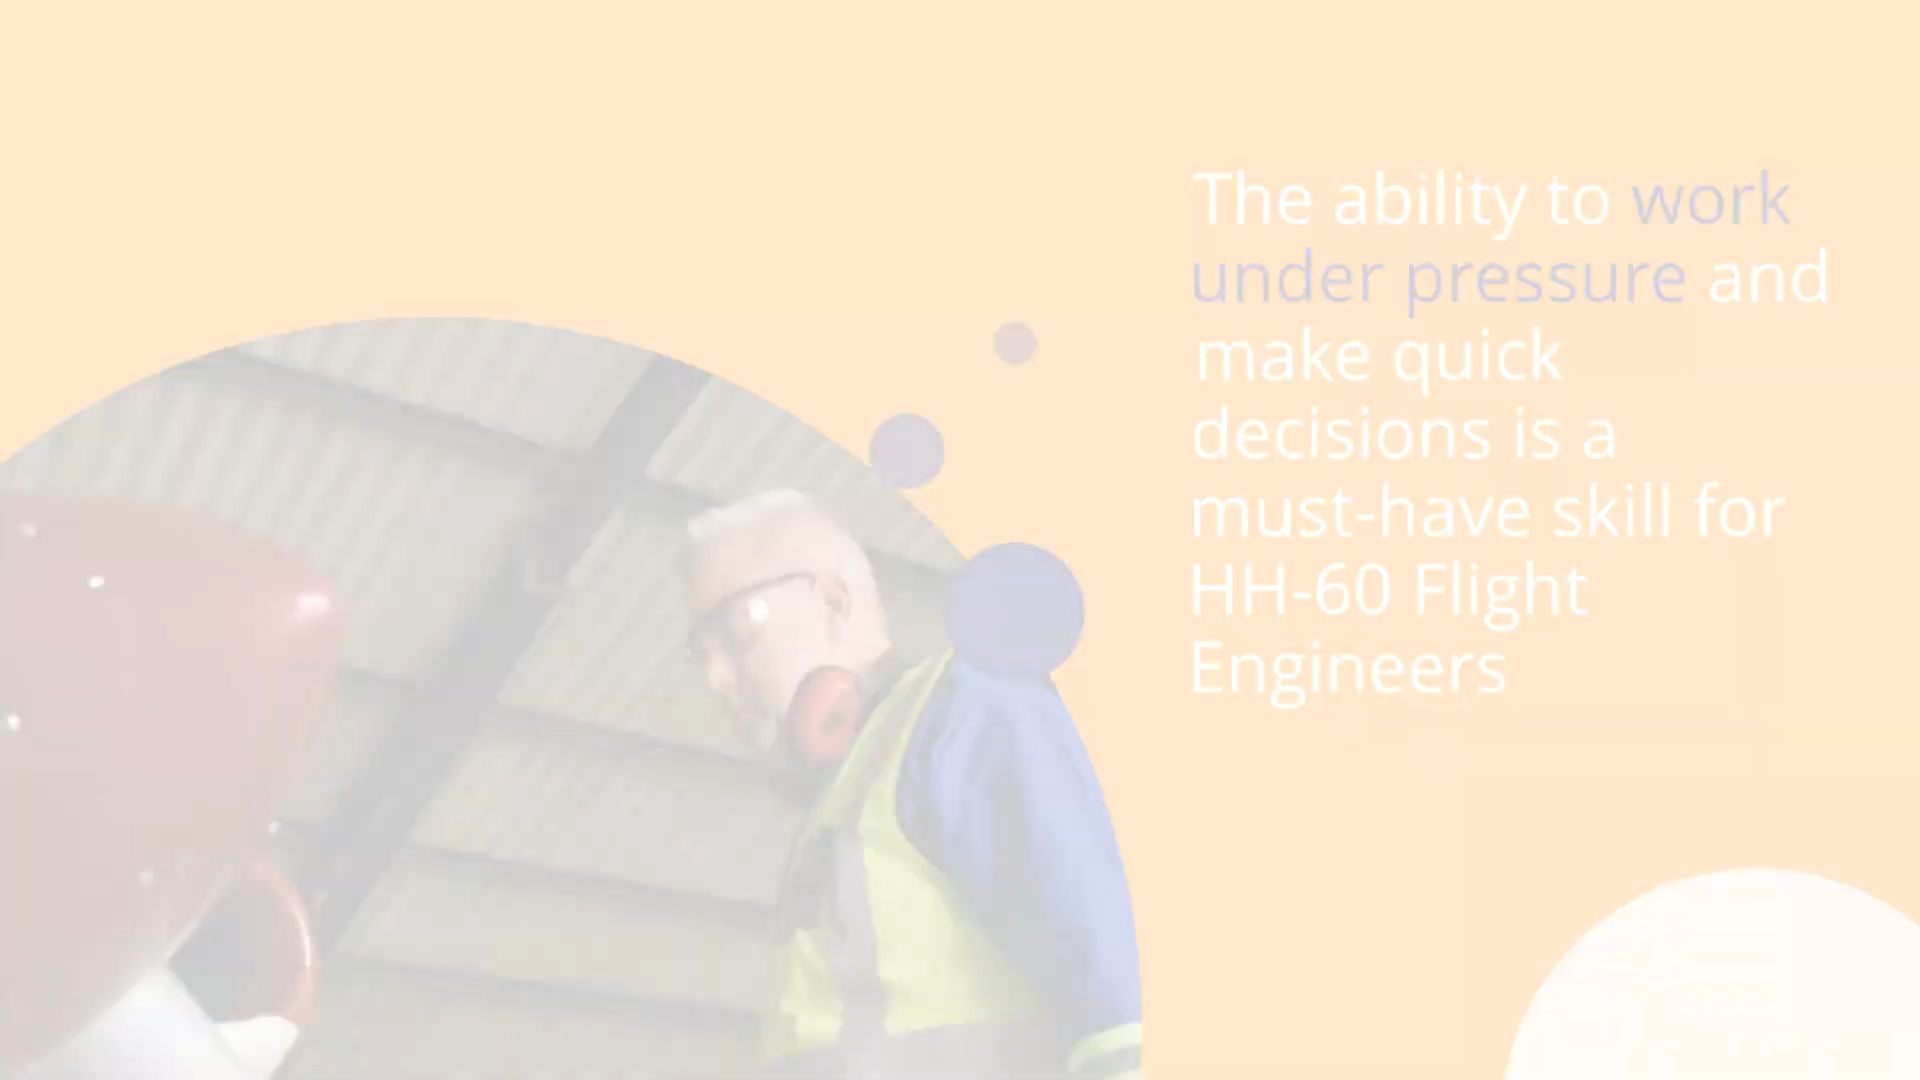 The ability to work
under pressure and
make quick
decisions is a
must-have skill for
HH-60 Flight
Engineers